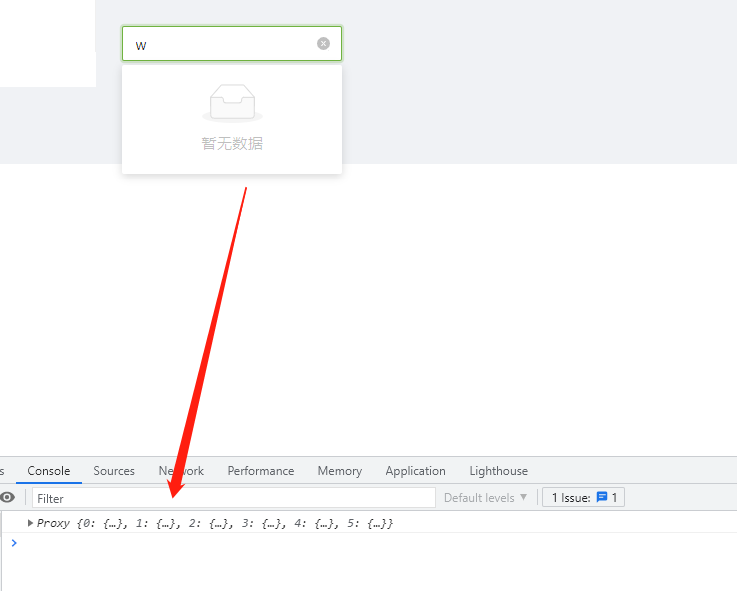 w
暂无数据
s Console Sources Network Performance Memory Application Lighthouse
Filter Default levels ▼ 1 Issue: 1
▶ Proxy {0: {…}, 1: {…}, 2: {…}, 3: {…}, 4: {…}, 5: {…}}
>